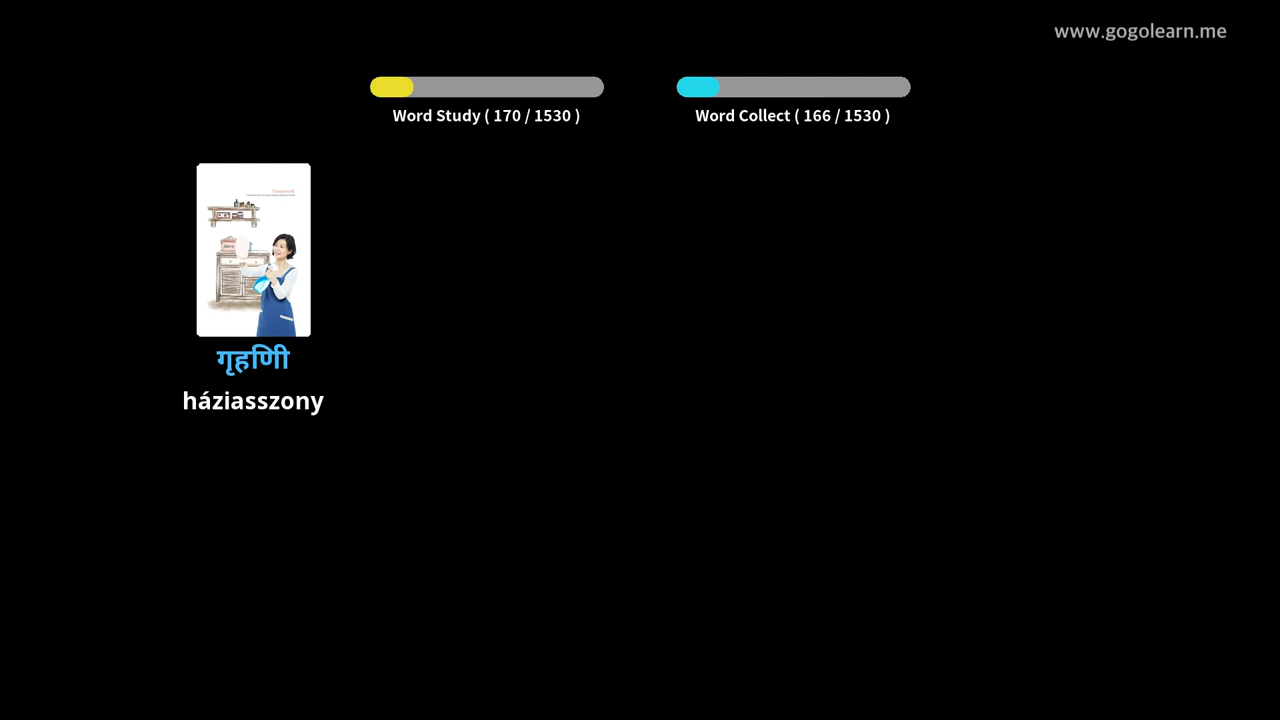 www.gogolearn.me
Word Study ( 170 / 1530 )
Word Collect ( 166 / 1530 )
गृहणिी
háziasszony